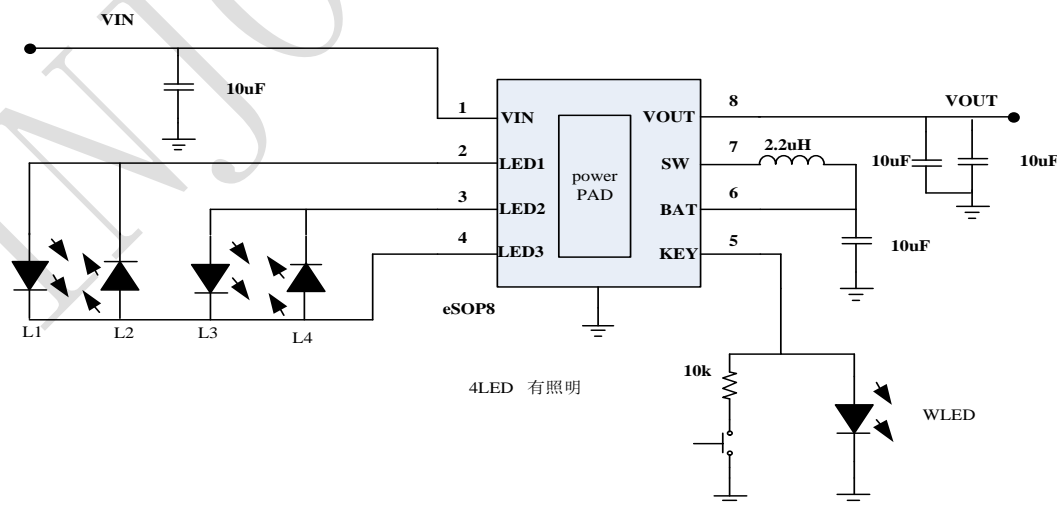 VIN
10uF
1
VIN
2
LED1
3
LED2
4
LED3
power
PAD
8
VOUT
VOUT
7
SW
2.2uH
10uF
10uF
6
BAT
5
KEY
10uF
eSOP8
L1
L2
L3
L4
4LED 有照明
10k
WLED